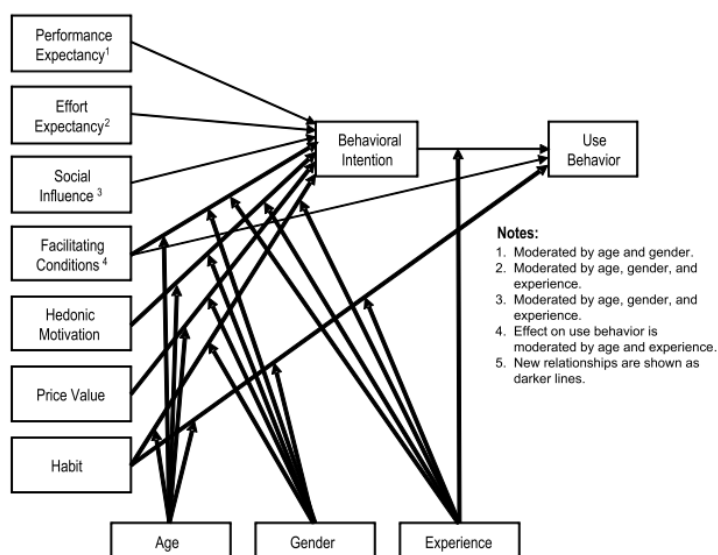 Performance
Expectancy1
Effort
Expectancy2
Social
Influence 3
Facilitating
Conditions 4
Hedonic
Motivation
Price Value
Habit
Behavioral
Intention
Use
Behavior
Notes:
1. Moderated by age and gender.
2. Moderated by age, gender, and
experience.
3. Moderated by age, gender, and
experience.
4. Effect on use behavior is
moderated by age and experience.
5. New relationships are shown as
darker lines.
Age
Gender
Experience